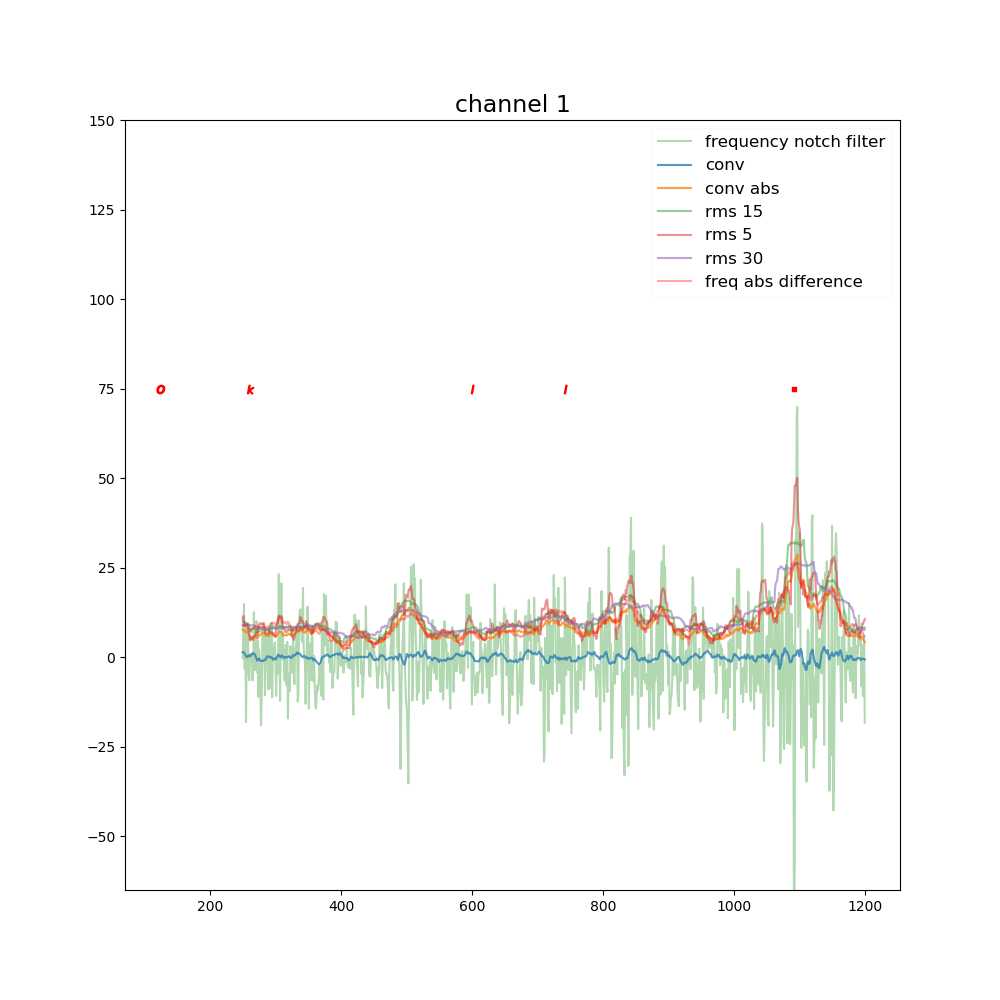 channel 1
150
125
100
75
50
25
0
−25
−50
frequency notch filter
conv
conv abs
rms 15
rms 5
rms 30
freq abs difference
O k l l .
200 400 600 800 1000 1200